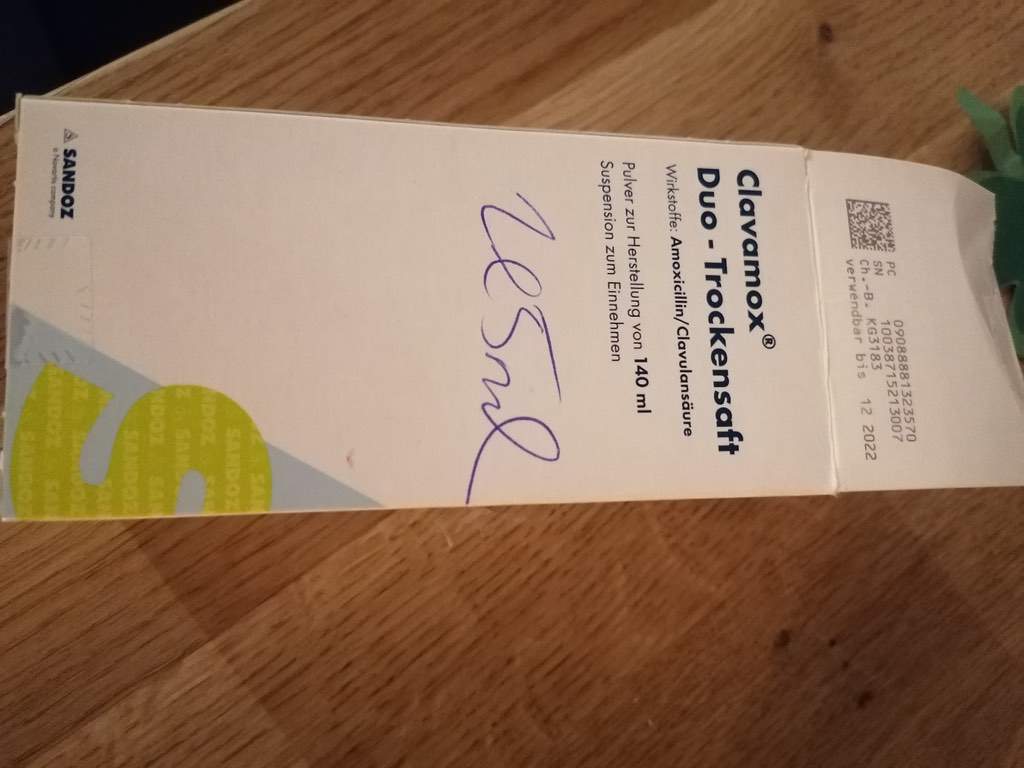 PC 09088881323570
SN 10038715213007
Ch.-B. KG3183
verwendbar bis 12 2022
Clavamox®
Duo - Trockensaft
Wirkstoffe: Amoxicillin/Clavulansäure
Pulver zur Herstellung von 140 ml
Suspension zum Einnehmen
5ml
SANDOZ
a Novartis company